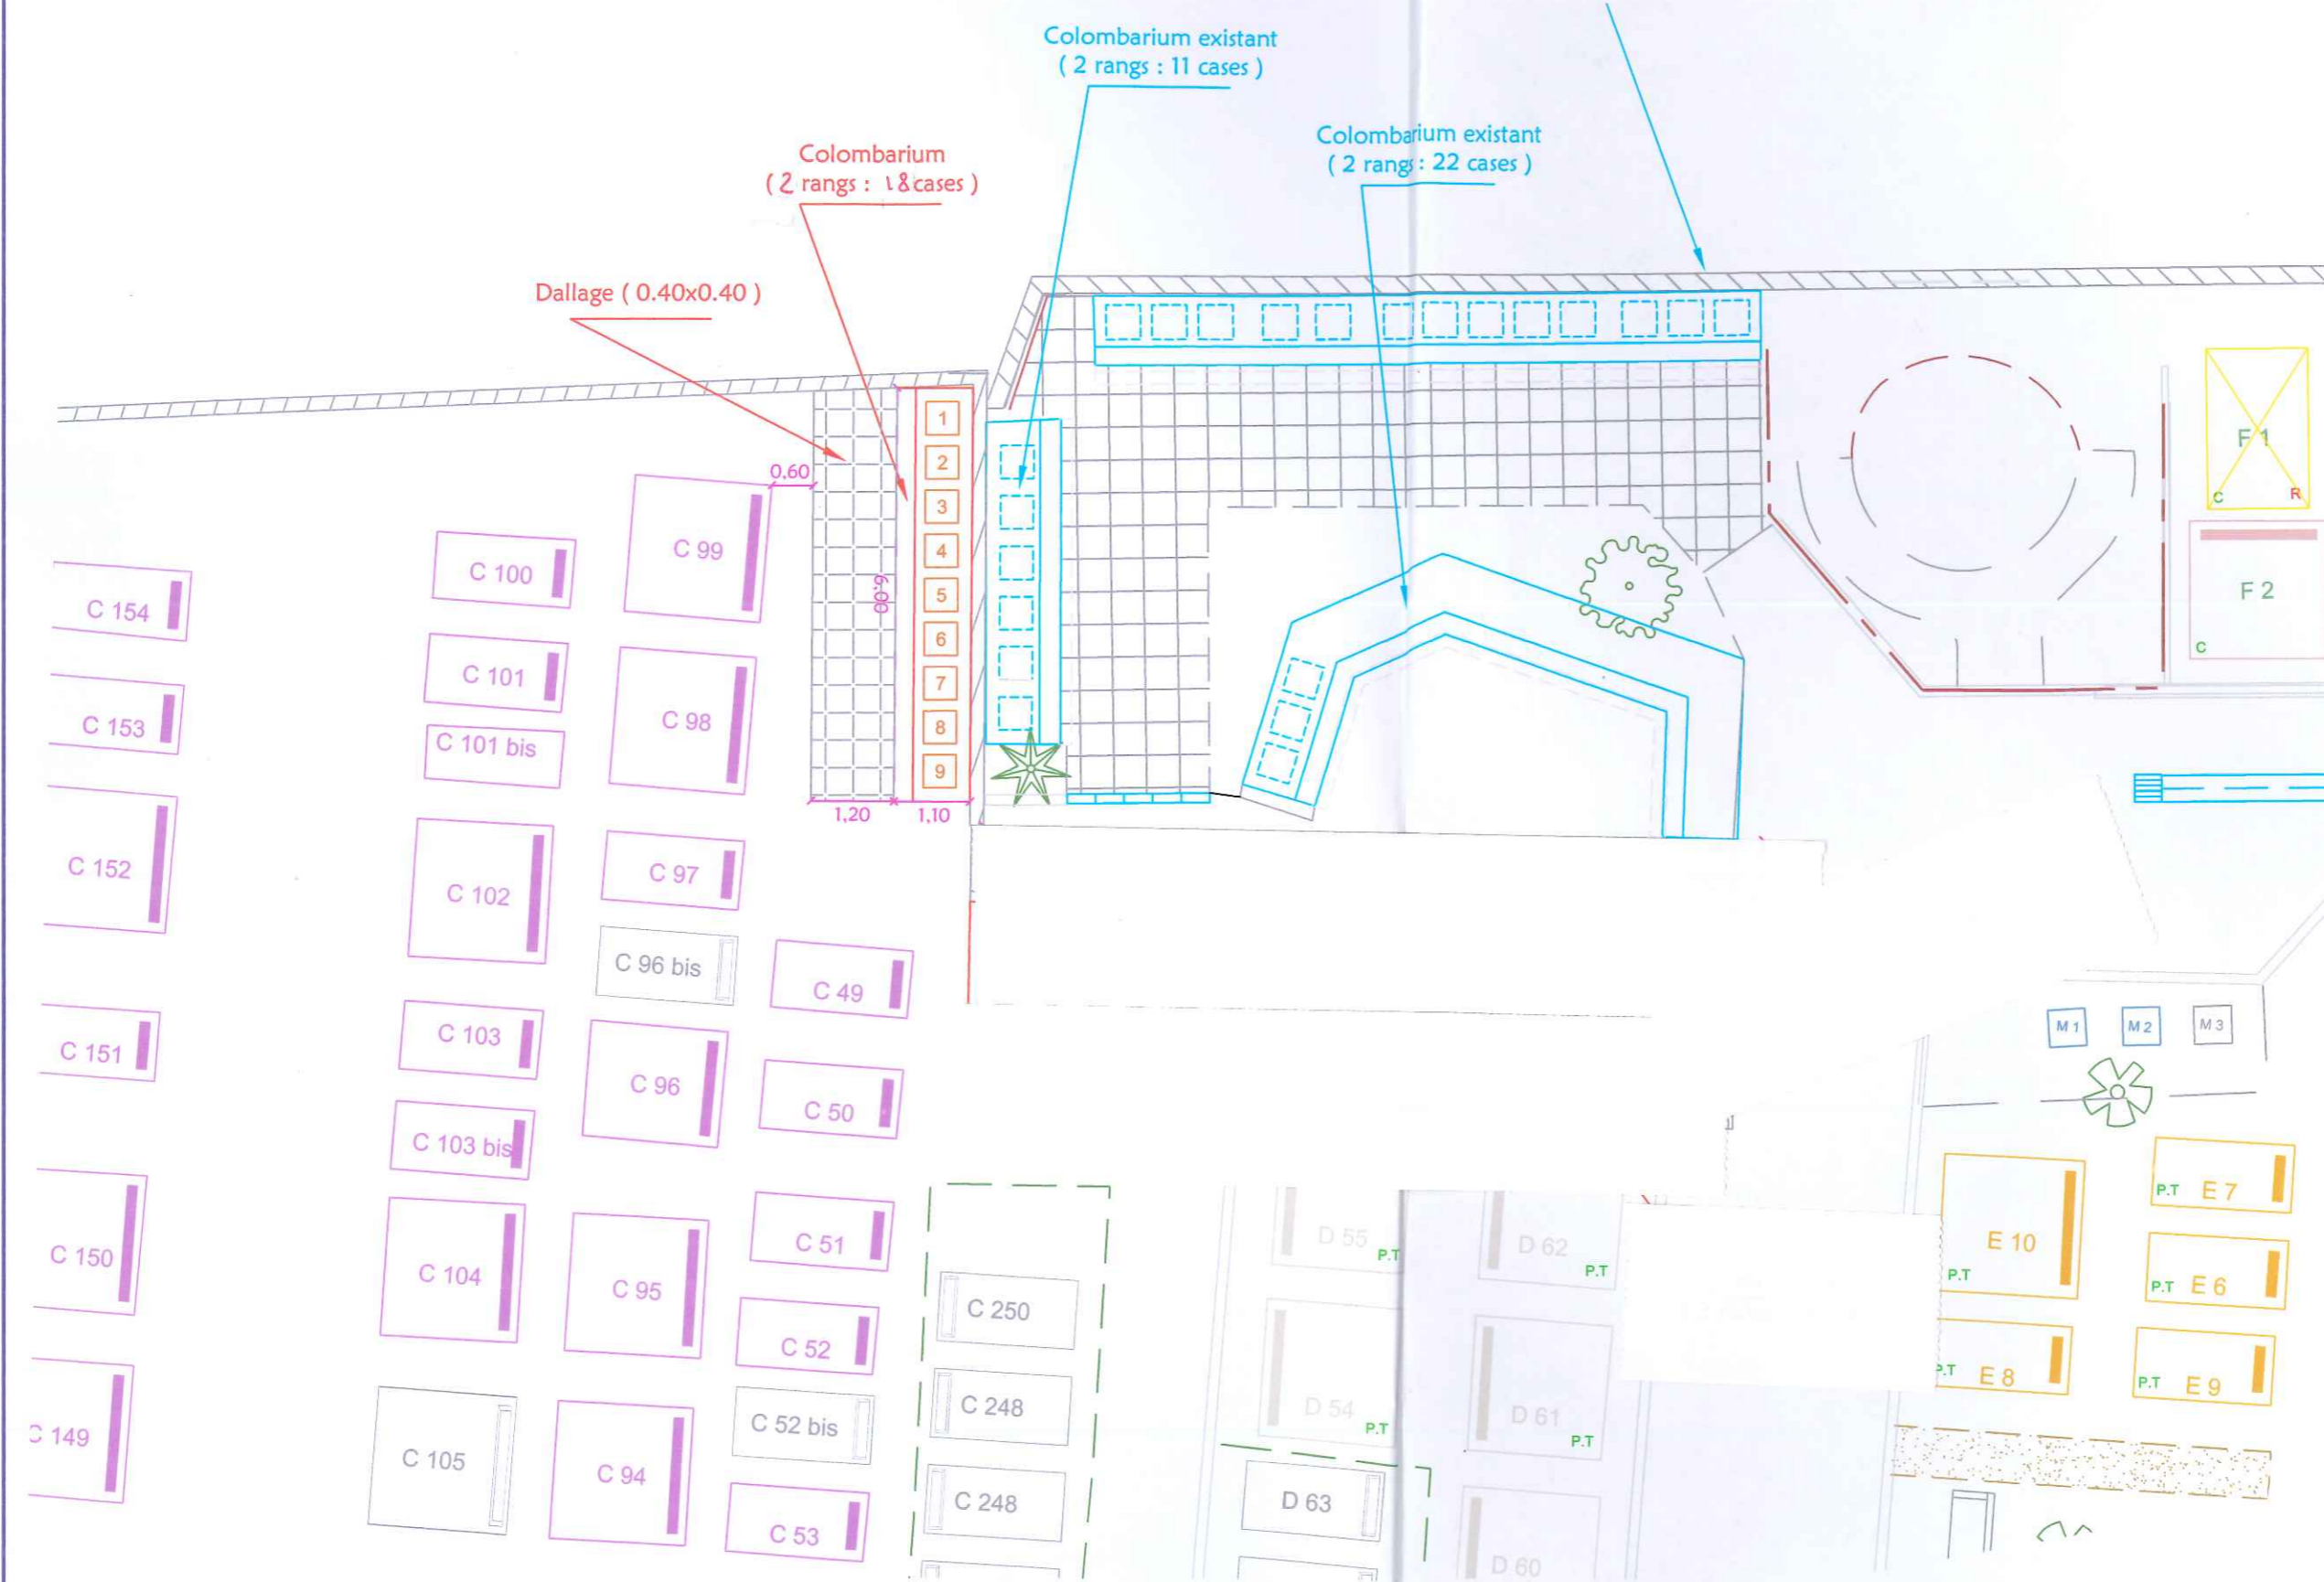 Colombarium existant
( 2 rangs : 11 cases )
Colombarium existant
( 2 rangs : 22 cases )
Colombarium
( 2 rangs : 18 cases )
Dallage ( 0.40x0.40 )
0,60
6,00
1,20
1,10
1
2
3
4
5
6
7
8
9
F 1
C
R
F 2
C
C 99
C 100
C 154
C 101
C 98
C 153
C 101 bis
C 152
C 97
C 102
C 96 bis
C 49
C 103
C 151
C 96
C 50
C 103 bis
C 51
C 150
C 104
C 95
C 52
C 250
C 52 bis
C 248
C 149
C 105
C 94
C 248
C 53
D 55
P.T
D 62
P.T
D 54
P.T
D 61
P.T
D 63
D 60
M 1
M 2
M 3
E 10
P.T
P.T
E 7
P.T
E 6
P.T
E 8
P.T
E 9